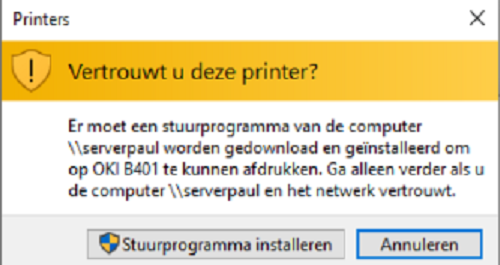 Printers
Vertrouwt u deze printer?
Er moet een stuurprogramma van de computer
\\serverpaul worden gedownload en geïnstalleerd om
op OKI B401 te kunnen afdrukken. Ga alleen verder als u
de computer \\serverpaul en het netwerk vertrouwt.
Stuurprogramma installeren
Annuleren